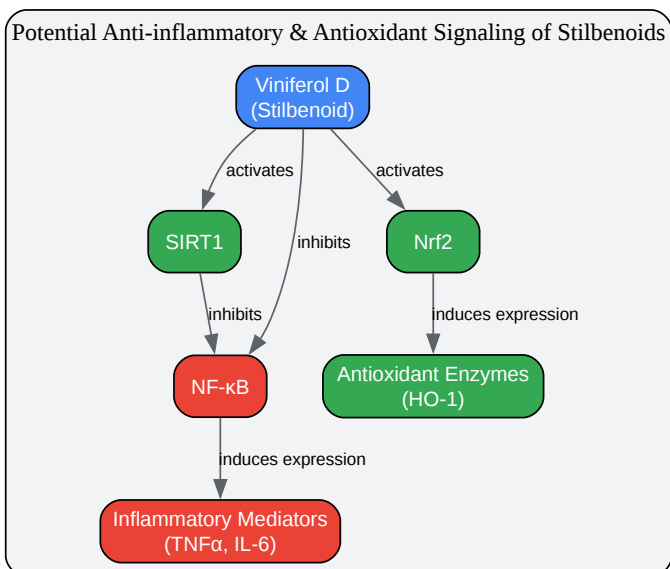 Potential Anti-inflammatory & Antioxidant Signaling of Stilbenoids
Viniferol D
(Stilbenoid)
activates
activates
SIRT1
inhibits
Nrf2
inhibits
induces expression
NF-κB
Antioxidant Enzymes
(HO-1)
induces expression
Inflammatory Mediators
(TNFα, IL-6)